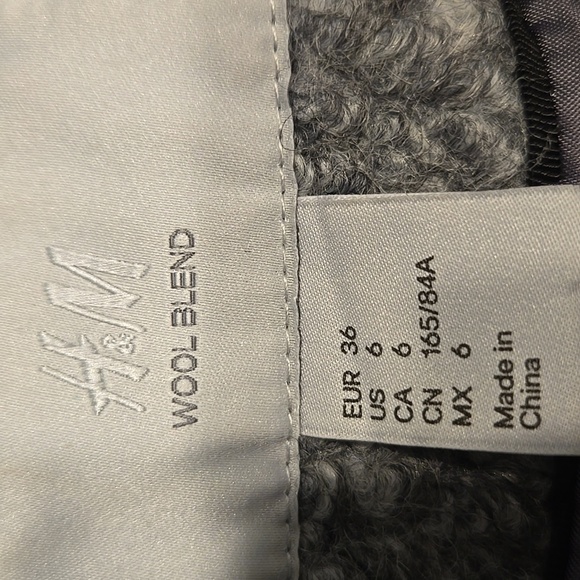 H&M
WOOL BLEND
EUR 36
US 6
CA 6
CN 165/84A
MX 6
Made in
China